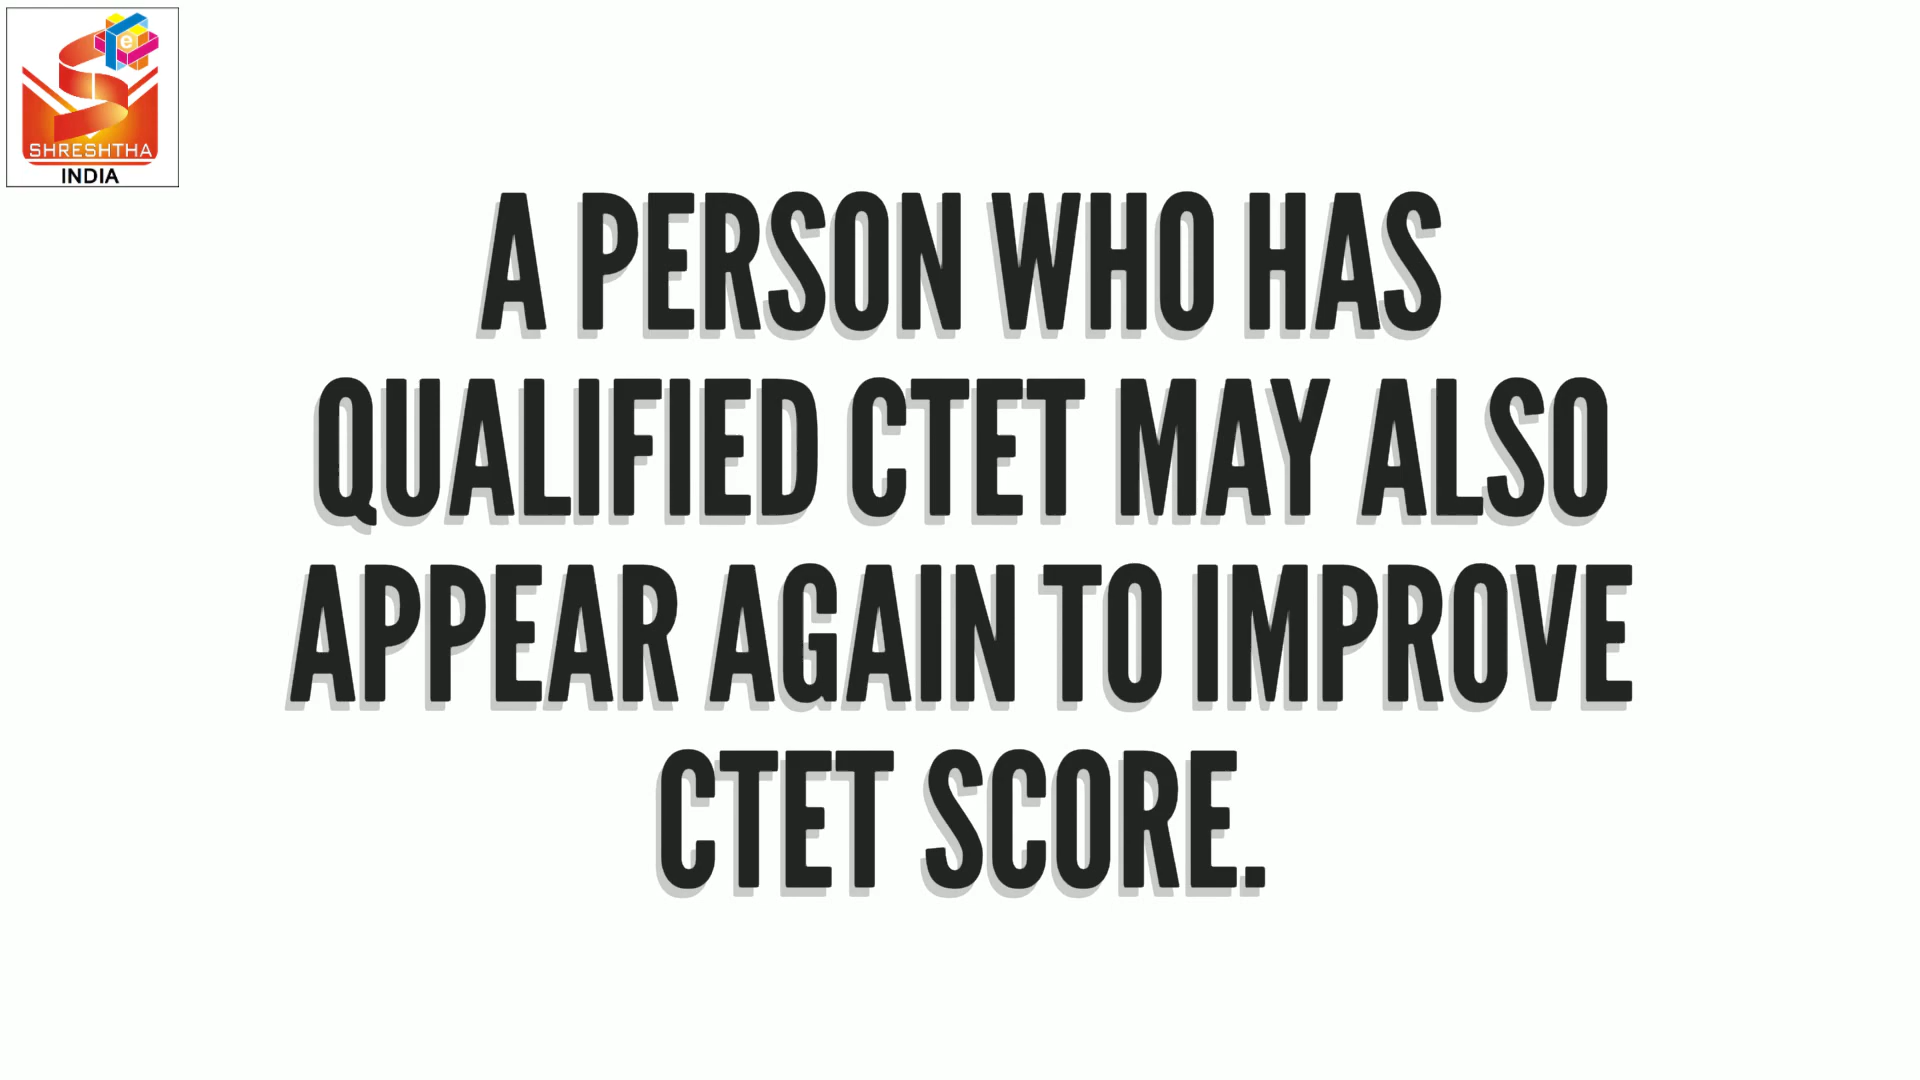 e
SHRESHTHA
INDIA
A PERSON WHO HAS
QUALIFIED CTET MAY ALSO
APPEAR AGAIN TO IMPROVE
CTET SCORE.